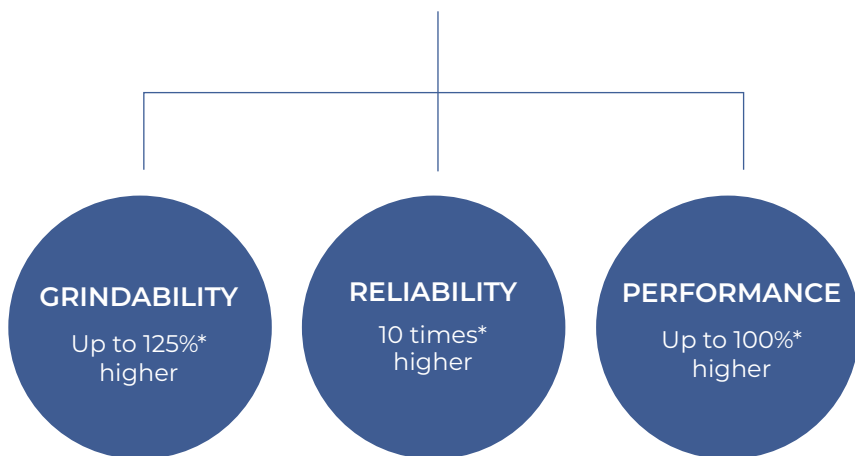 GRINDABILITY
Up to 125%*
higher
RELIABILITY
10 times*
higher
PERFORMANCE
Up to 100%*
higher